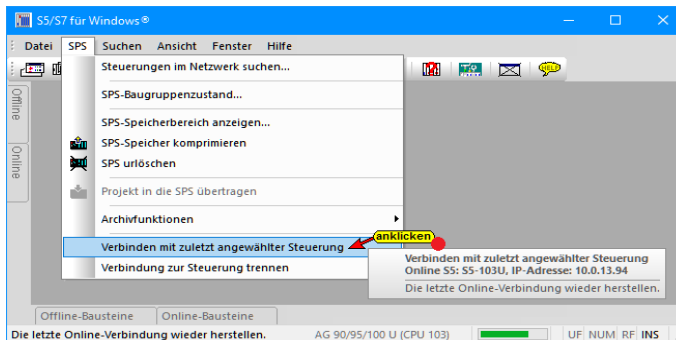 S5/S7 für Windows®
Datei SPS Suchen Ansicht Fenster Hilfe
HELP
Offline
Online
Steuerungen im Netzwerk suchen...
SPS-Baugruppenzustand...
SPS-Speicherbereich anzeigen...
SPS-Speicher komprimieren
SPS urlöschen
Projekt in die SPS übertragen
Archivfunktionen
anklicken
Verbinden mit zuletzt angewählter Steuerung
Verbindung zur Steuerung trennen
Verbinden mit zuletzt angewählter Steuerung
Online S5: S5-103U, IP-Adresse: 10.0.13.94
Die letzte Online-Verbindung wieder herstellen.
Offline-Bausteine Online-Bausteine
Die letzte Online-Verbindung wieder herstellen. AG 90/95/100 U (CPU 103) UF NUM RF INS